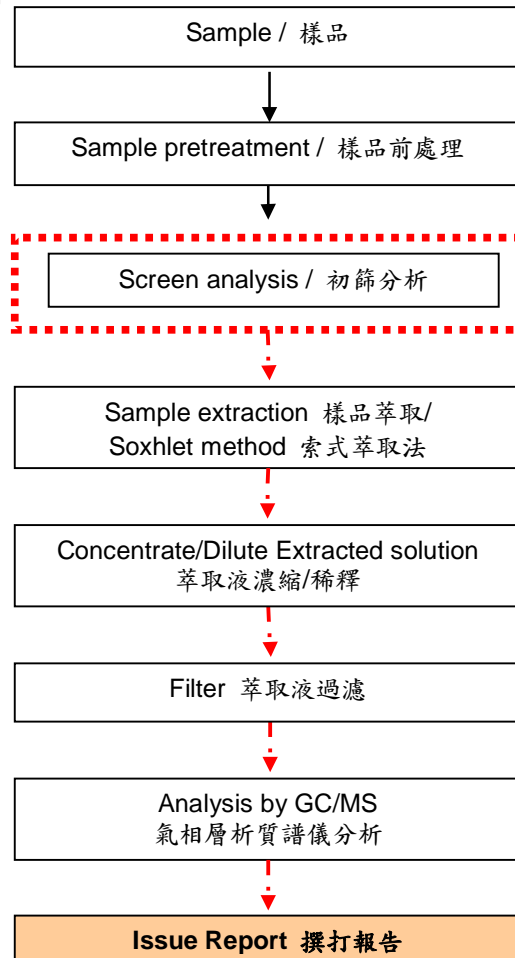 Sample / 樣品
Sample pretreatment / 樣品前處理
Screen analysis / 初篩分析
Sample extraction 樣品萃取/
Soxhlet method 索式萃取法
Concentrate/Dilute Extracted solution
萃取液濃縮/稀釋
Filter 萃取液過濾
Analysis by GC/MS
氣相層析質譜儀分析
Issue Report 撰打報告